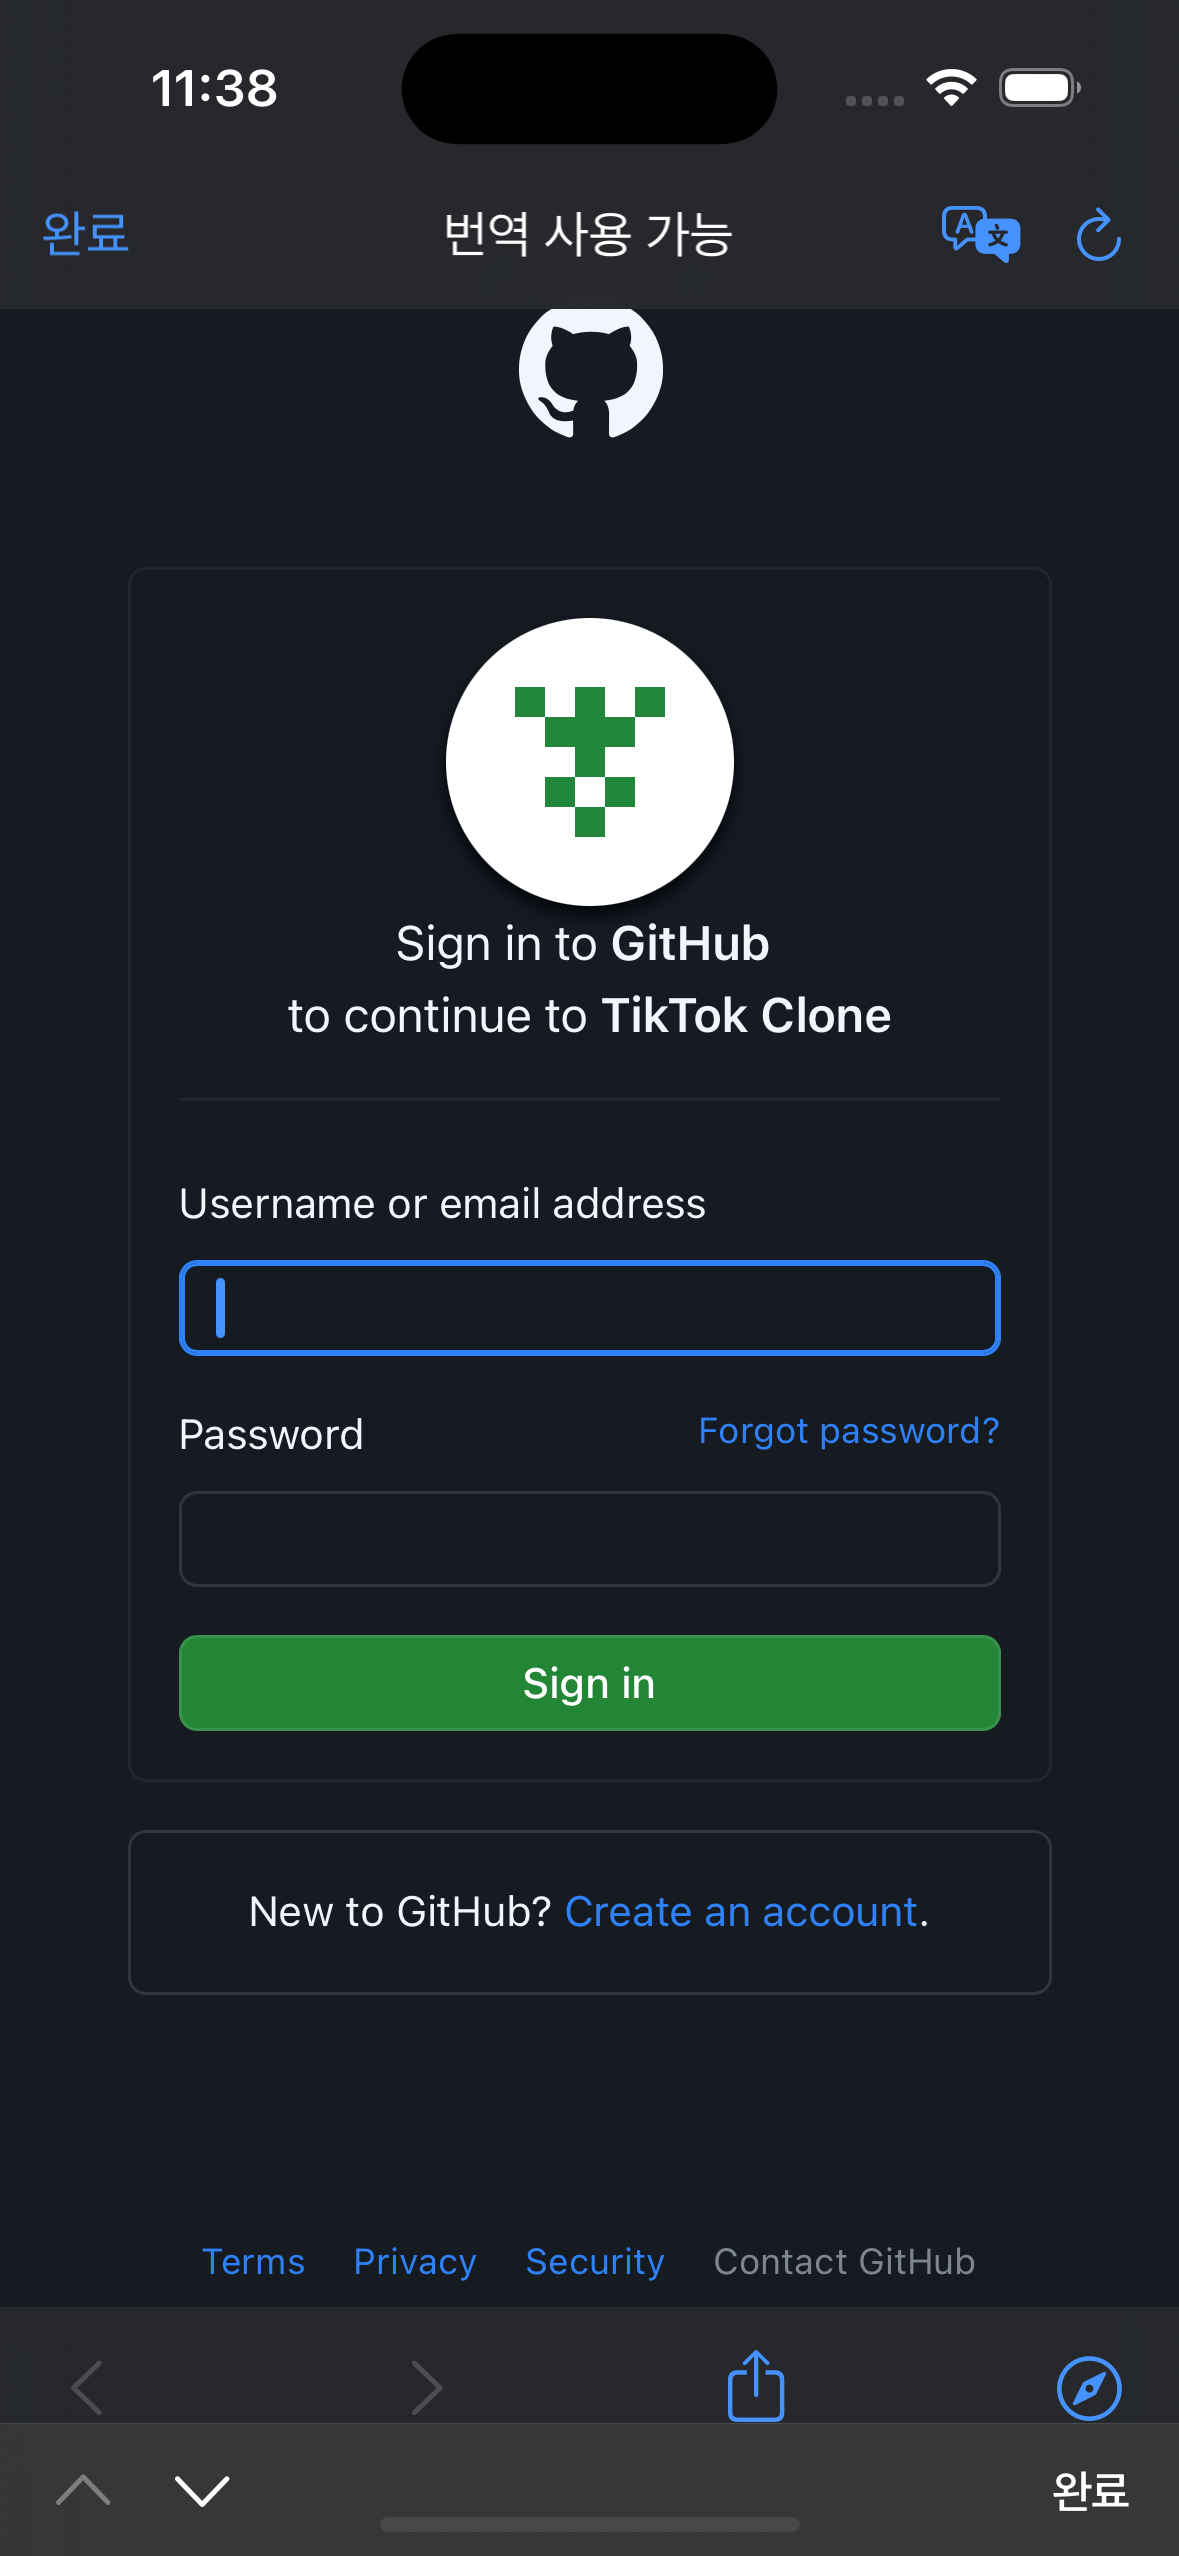 11:38
완료 번역 사용 가능
Sign in to GitHub
to continue to TikTok Clone
Username or email address
Password Forgot password?
Sign in
New to GitHub? Create an account.
Terms Privacy Security Contact GitHub
완료